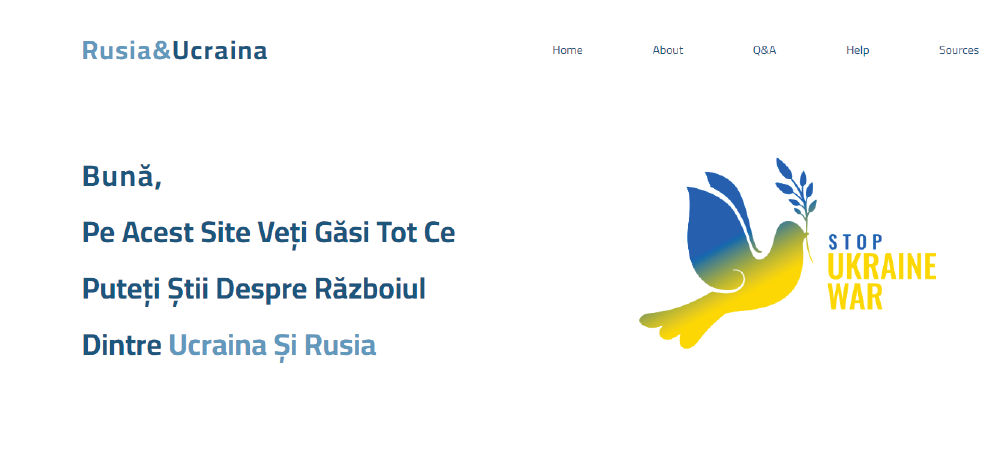 Rusia&Ucraina
Home About Q&A Help Sources
Bună,
Pe Acest Site Veți Găsi Tot Ce
Puteți Știi Despre Războiul
Dintre Ucraina Și Rusia
STOP
UKRAINE
WAR